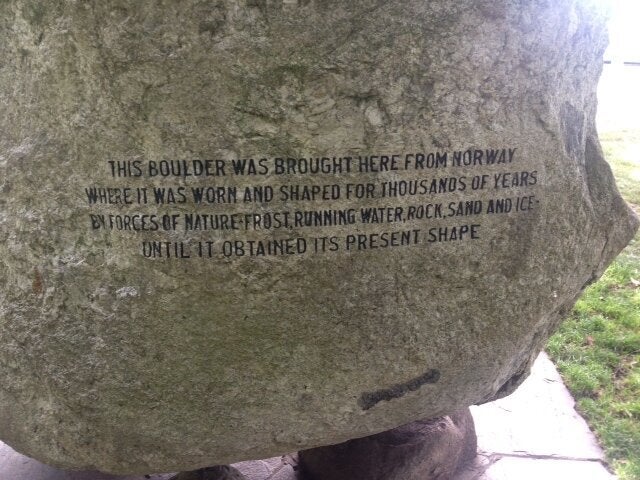 THIS BOULDER WAS BROUGHT HERE FROM NORWAY
WHERE IT WAS WORN AND SHAPED FOR THOUSANDS OF YEARS
BY FORCES OF NATURE-FROST, RUNNING WATER, ROCK, SAND AND ICE-
UNTIL IT OBTAINED ITS PRESENT SHAPE